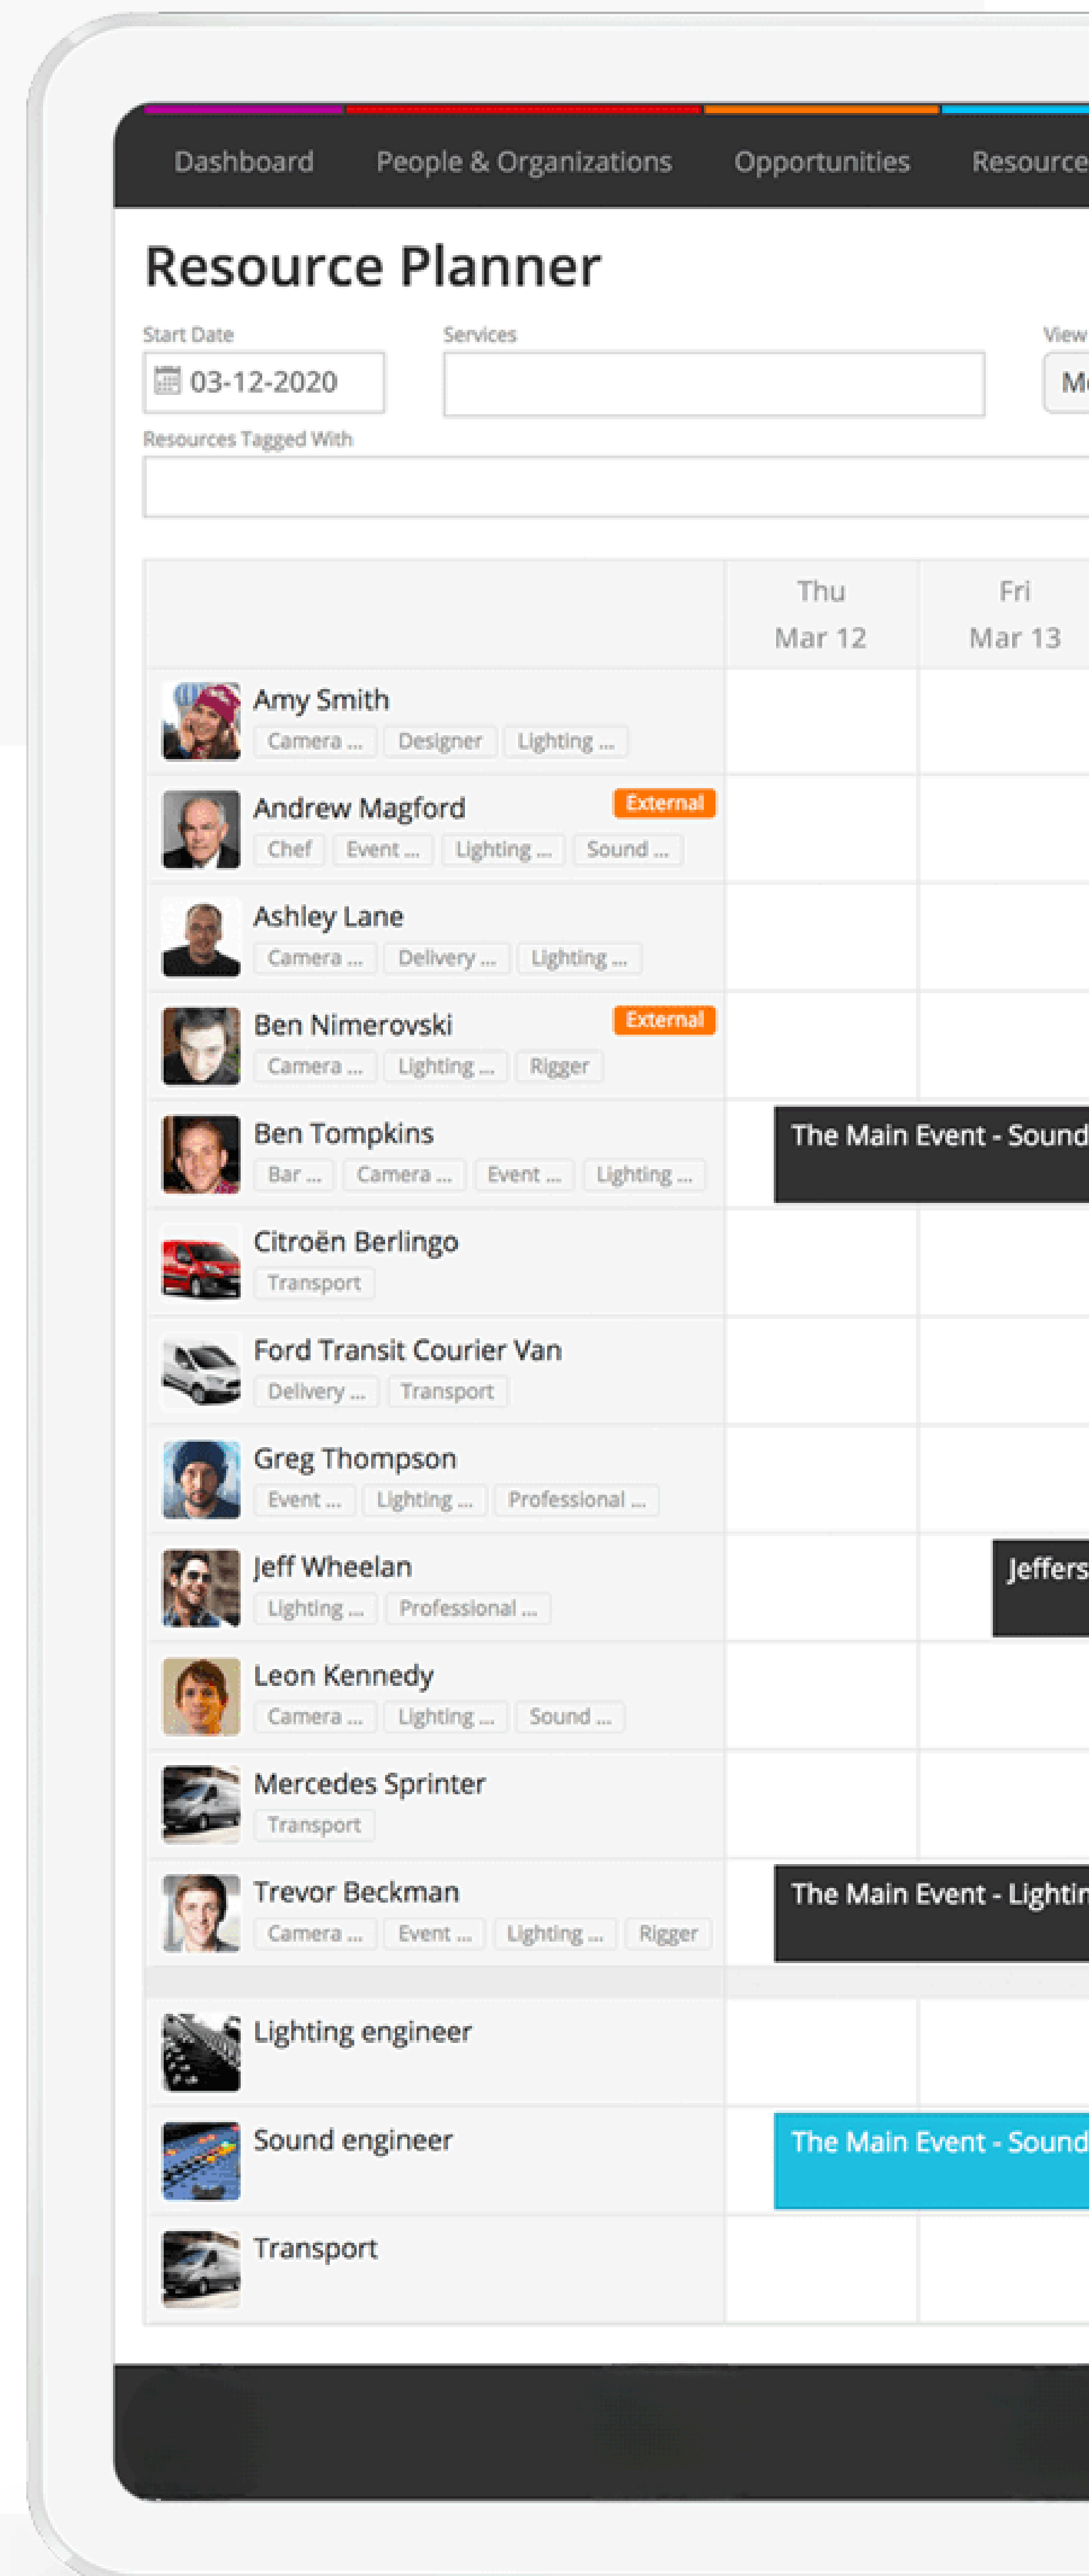 Dashboard People & Organizations Opportunities Resource
Resource Planner
Start Date Services View
03-12-2020
Resources Tagged With
Thu Fri
Mar 12 Mar 13
Amy Smith
Camera ... Designer Lighting ...
Andrew Magford External
Chef Event ... Lighting ... Sound ...
Ashley Lane
Camera ... Delivery ... Lighting ...
Ben Nimerovski External
Camera ... Lighting ... Rigger
Ben Tompkins The Main Event - Sound
Bar ... Camera ... Event ... Lighting ...
Citroën Berlingo
Transport
Ford Transit Courier Van
Delivery ... Transport
Greg Thompson
Event ... Lighting ... Professional ...
Jeff Wheelan Jeffers
Lighting ... Professional ...
Leon Kennedy
Camera ... Lighting ... Sound ...
Mercedes Sprinter
Transport
Trevor Beckman The Main Event - Lightin
Camera ... Event ... Lighting ... Rigger
Lighting engineer
Sound engineer The Main Event - Sound
Transport